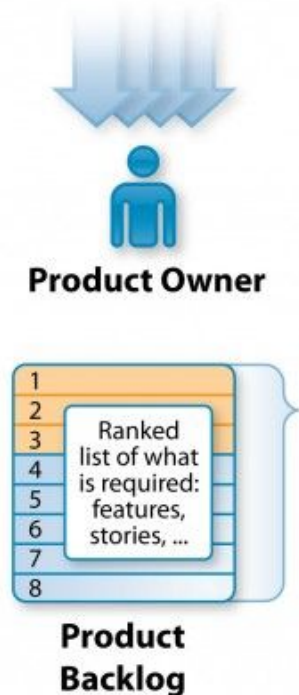 Product Owner
1
2
3
4
5
6
7
8
Ranked
list of what
is required:
features,
stories, ...
Product
Backlog